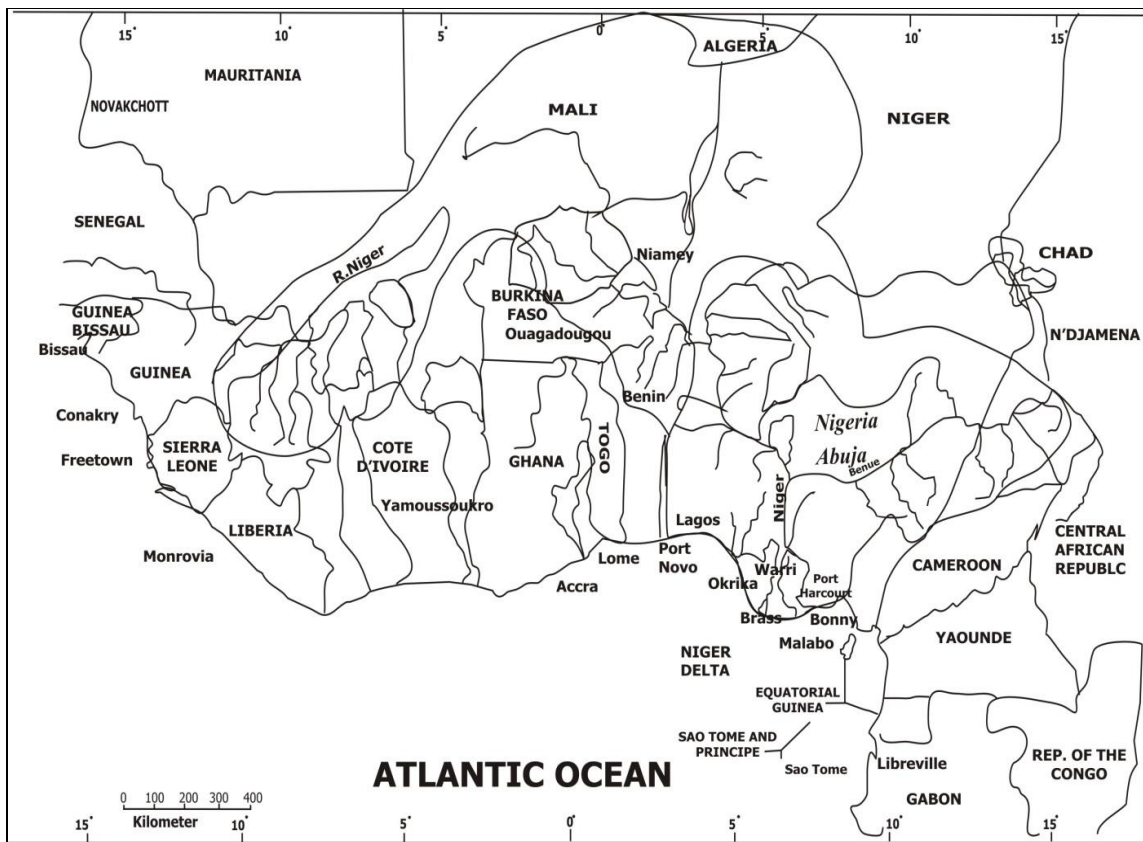 15° 10° 5° 0° 5° 10° 15°
ALGERIA
MAURITANIA
NOVAKCHOTT
MALI
NIGER
SENEGAL
R.Niger
Niamey
CHAD
GUINEA
BISSAU
BURKINA
FASO
Ouagadougou
N'DJAMENA
Bissau
GUINEA
Benin
Conakry
Nigeria
Abuja
Benue
SIERRA
LEONE
Freetown
COTE
D'IVOIRE
GHANA
TOGO
Niger
Yamoussoukro
Lagos
LIBERIA
Monrovia
Accra
Lome
Port
Novo
Okrika
Warri
Port
Harcourt
CAMEROON
CENTRAL
AFRICAN
REPUBLC
Brass
Bonny
Malabo
YAOUNDE
NIGER
DELTA
EQUATORIAL
GUINEA
SAO TOME AND
PRINCIPE
Sao Tome
Libreville
REP. OF THE
CONGO
GABON
ATLANTIC OCEAN
0 100 200 300 400
Kilometer
15° 10° 5° 0° 5° 10° 15°